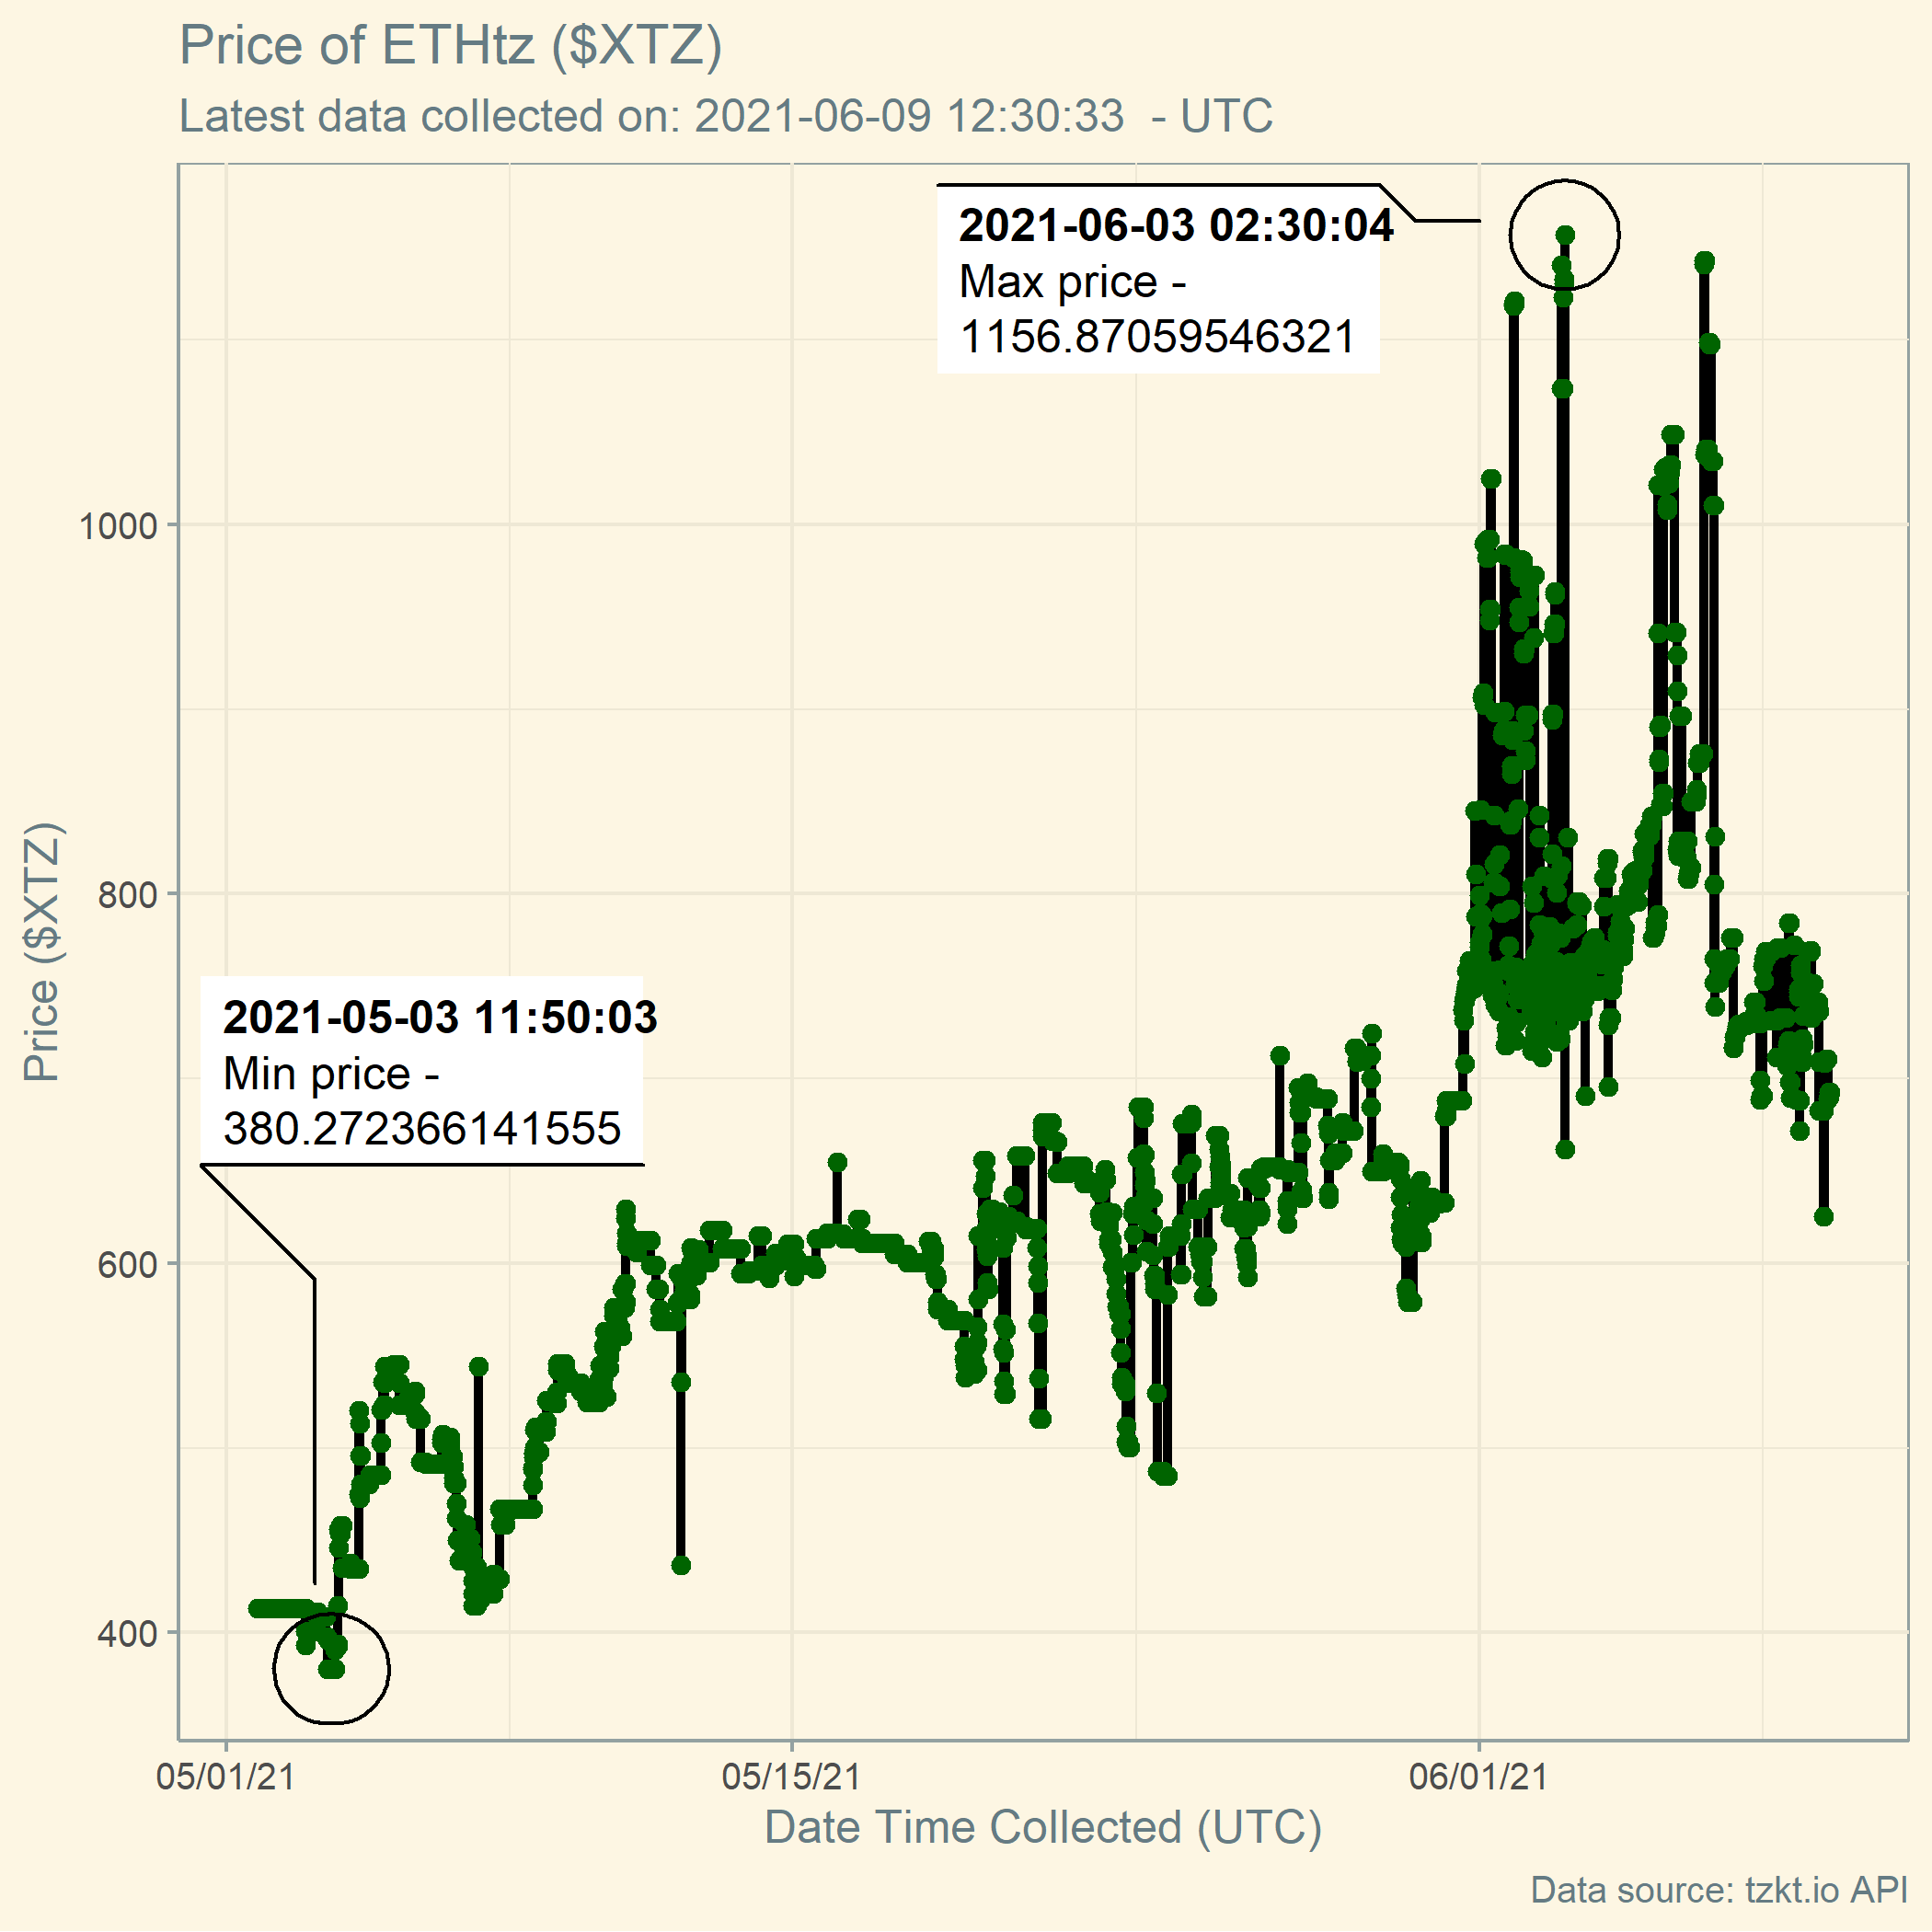 Price of ETHtz ($XTZ)
Latest data collected on: 2021-06-09 12:30:33  - UTC
2021-06-03 02:30:04
Max price -
1156.87059546321
1000
800
600
400
Price ($XTZ)
2021-05-03 11:50:03
Min price -
380.272366141555
05/01/21
05/15/21
06/01/21
Date Time Collected (UTC)
Data source: tzkt.io API